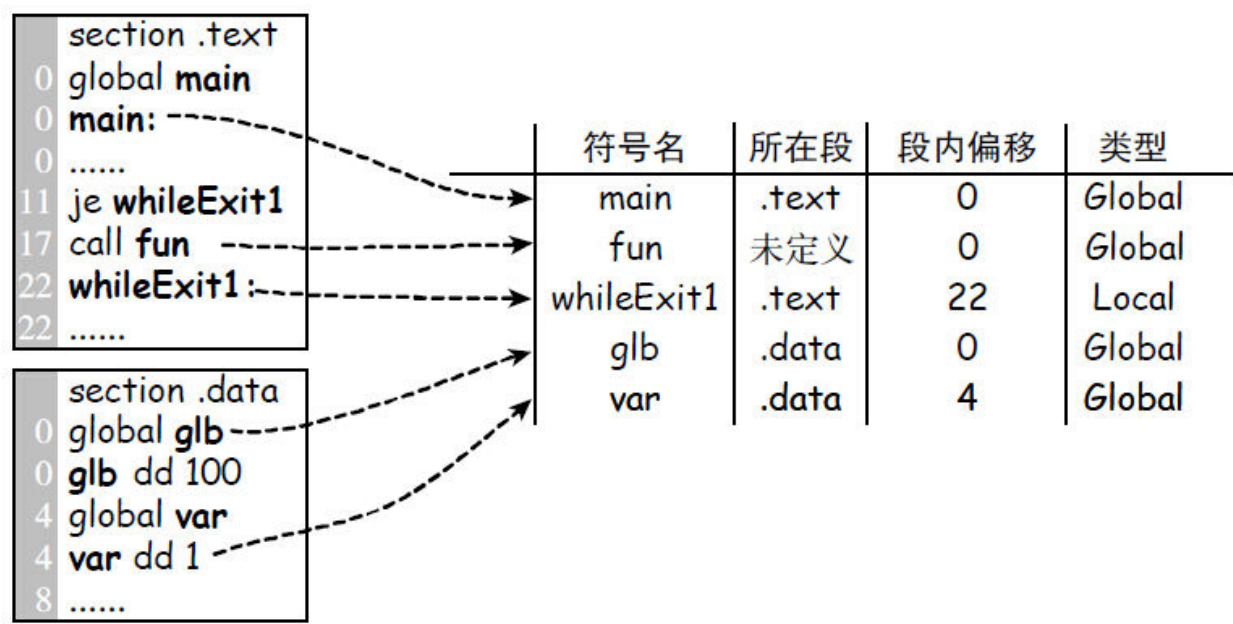 section .text
0 global main
0 main:
0 ......
11 je whileExit1
17 call fun
22 whileExit1:
22 ......
section .data
0 global glb
0 glb dd 100
4 global var
4 var dd 1
8 ......
符号名 所在段 段内偏移 类型
main .text 0 Global
fun 未定义 0 Global
whileExit1 .text 22 Local
glb .data 0 Global
var .data 4 Global